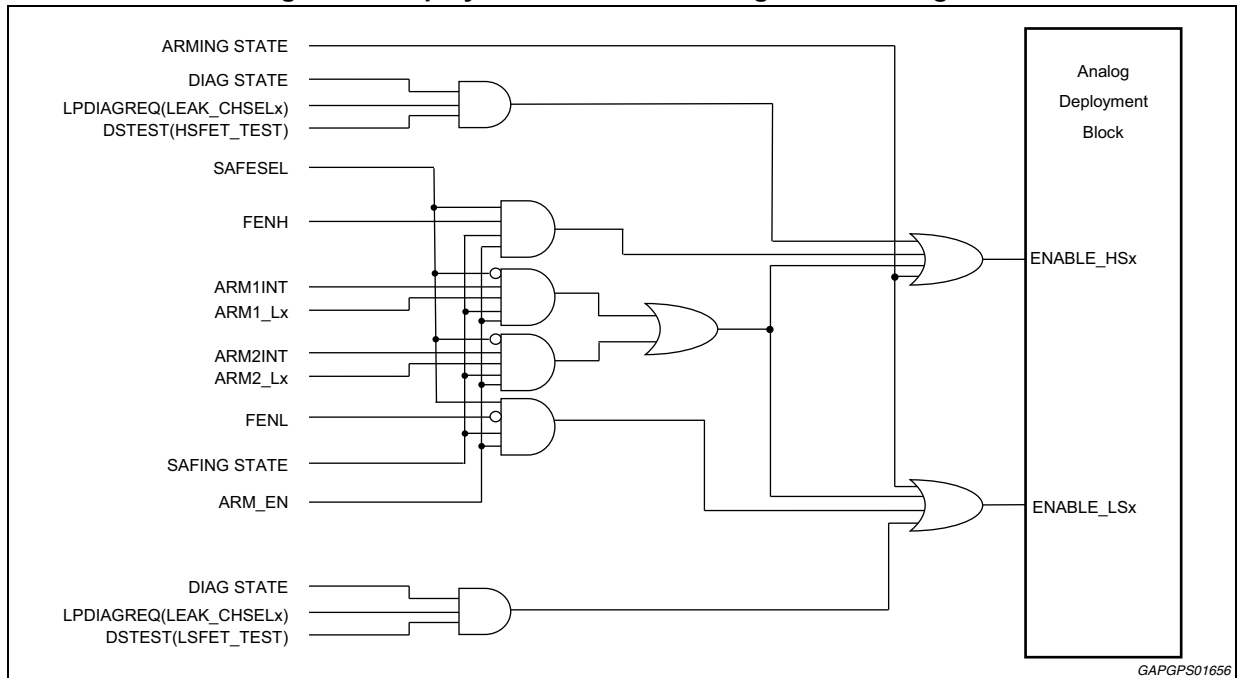 ARMING STATE
DIAG STATE
LPDIAGREQ(LEAK_CHSELx)
DSTEST(HSFET_TEST)
SAFESEL
FENH
ARM1INT
ARM1_Lx
ARM2INT
ARM2_Lx
FENL
SAFING STATE
ARM_EN
DIAG STATE
LPDIAGREQ(LEAK_CHSELx)
DSTEST(LSFET_TEST)
Analog
Deployment
Block
ENABLE_HSx
ENABLE_LSx
GAPGPS01656